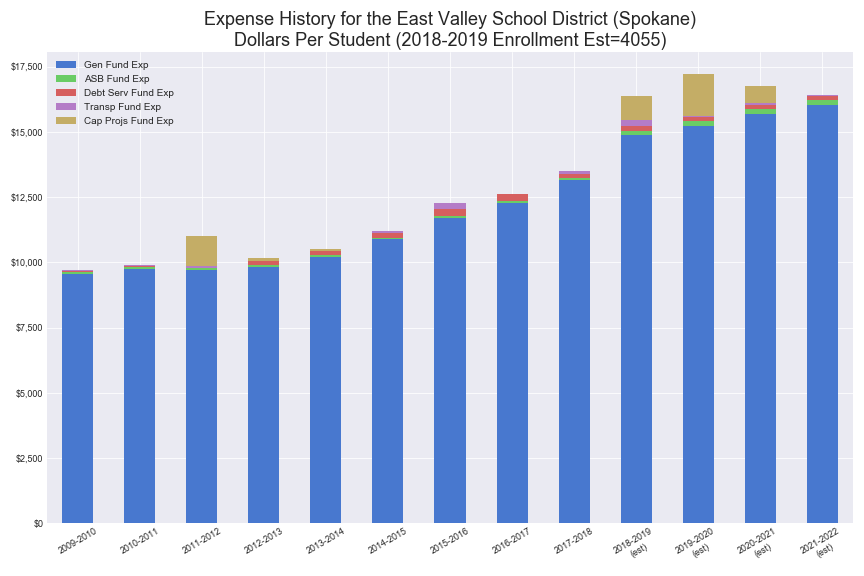 Expense History for the East Valley School District (Spokane)
Dollars Per Student (2018-2019 Enrollment Est=4055)
Gen Fund Exp
ASB Fund Exp
Debt Serv Fund Exp
Transp Fund Exp
Cap Projs Fund Exp
$17,500
$15,000
$12,500
$10,000
$7,500
$5,000
$2,500
$0
2009-2010
2010-2011
2011-2012
2012-2013
2013-2014
2014-2015
2015-2016
2016-2017
2017-2018
2018-2019
(est)
2019-2020
(est)
2020-2021
(est)
2021-2022
(est)